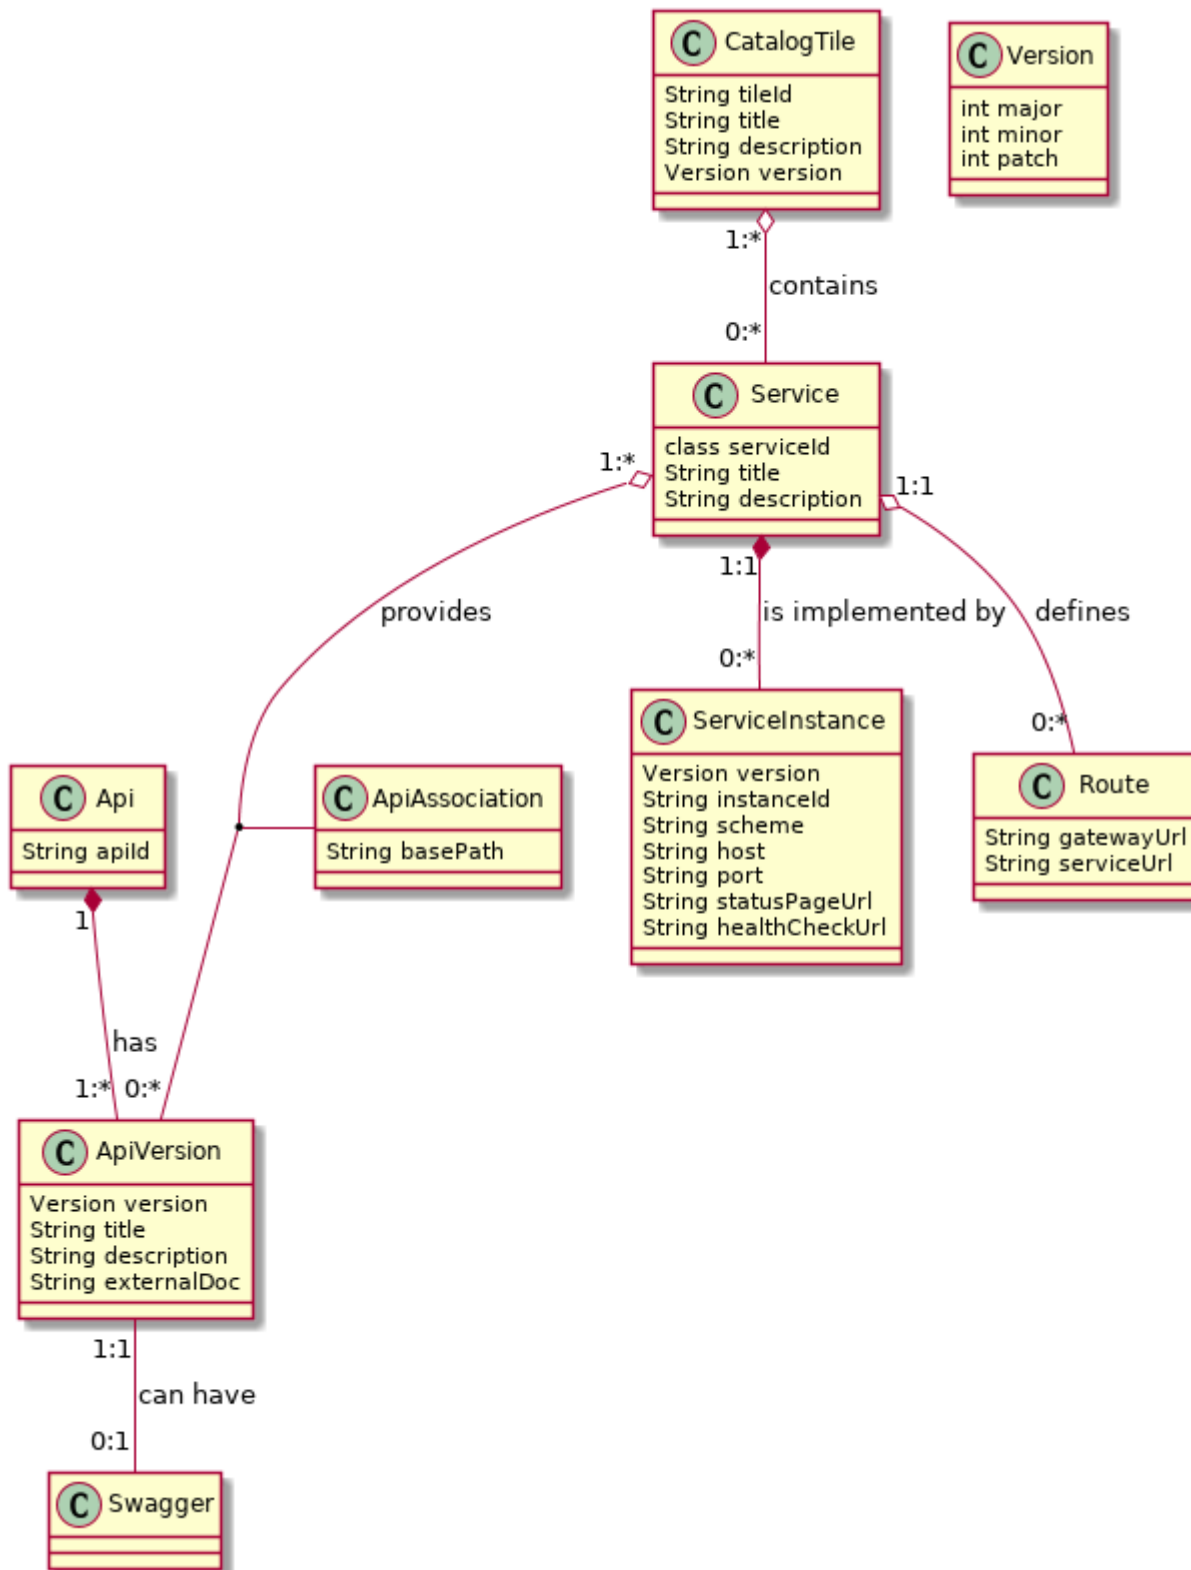 C CatalogTile
String tileId
String title
String description
Version version
C Version
int major
int minor
int patch
1:*
contains
0:*
C Service
class serviceId
String title
String description
1:*
1:1
1:1
provides
is implemented by
defines
0:*
0:*
C ServiceInstance
Version version
String instanceId
String scheme
String host
String port
String statusPageUrl
String healthCheckUrl
C Route
String gatewayUrl
String serviceUrl
C Api
String apiId
C ApiAssociation
String basePath
1
has
1:* 0:*
C ApiVersion
Version version
String title
String description
String externalDoc
1:1
can have
0:1
C Swagger